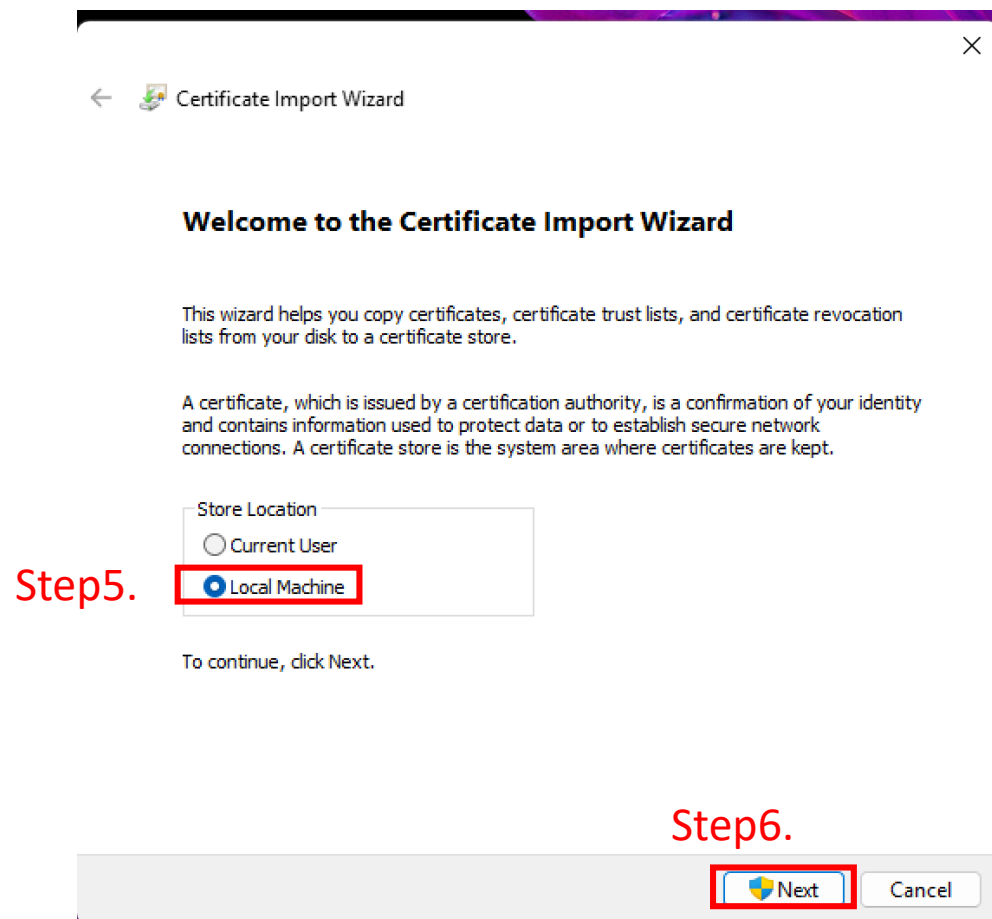 Certificate Import Wizard
Welcome to the Certificate Import Wizard
This wizard helps you copy certificates, certificate trust lists, and certificate revocation
lists from your disk to a certificate store.
A certificate, which is issued by a certification authority, is a confirmation of your identity
and contains information used to protect data or to establish secure network
connections. A certificate store is the system area where certificates are kept.
Store Location
Current User
Step5.
Local Machine
To continue, click Next.
Step6.
Next
Cancel